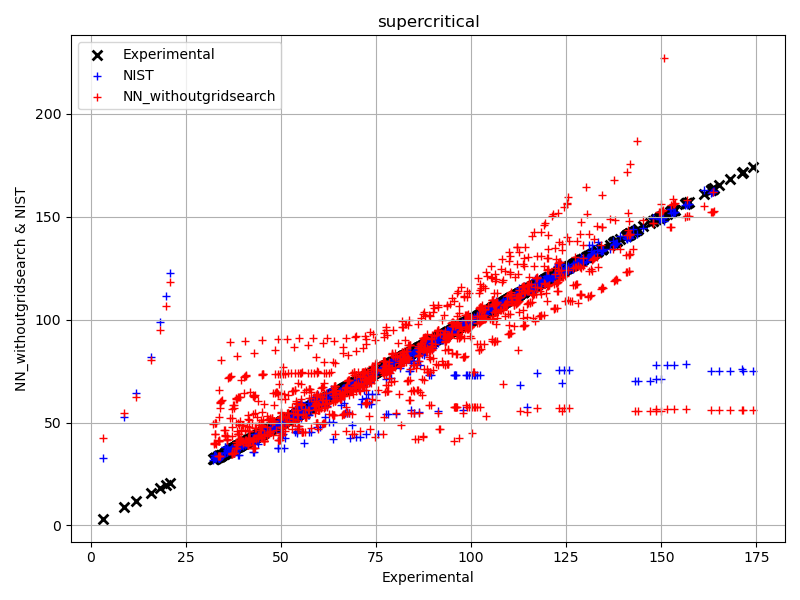 supercritical
Experimental
NIST
NN_withoutgridsearch
NN_withoutgridsearch & NIST
200
150
100
50
0
0 25 50 75 100 125 150 175
Experimental